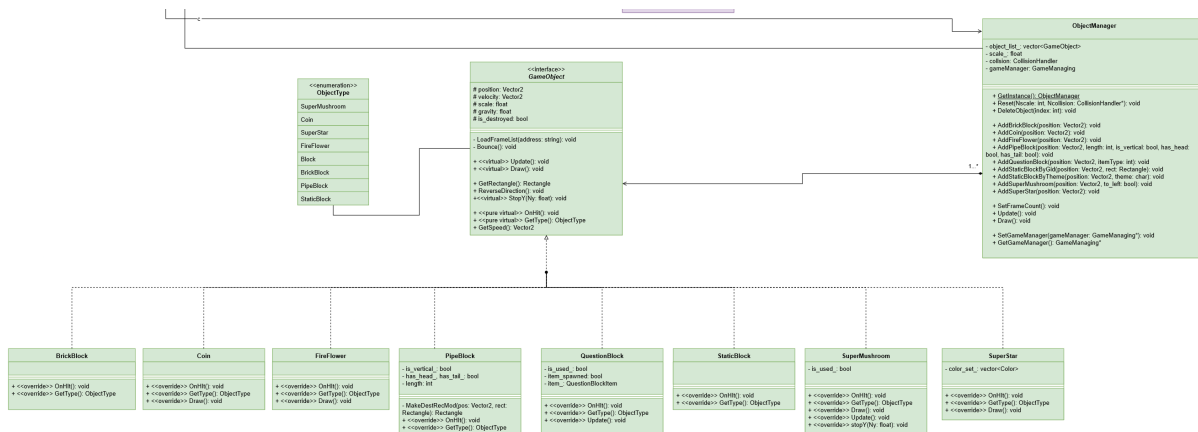 c
ObjectManager
- object_list_: vector<GameObject>
- scale_: float
- collsion: CollisionHandler
- gameManager: GameManaging
+ GetInstance(): ObjectManager
+ Reset(Nscale: int, Ncollision: CollisionHandler*): void
+ DeleteObject(index: int): void
+ AddBrickBlock(position: Vector2): void
+ AddCoin(position: Vector2): void
+ AddFireFlower(position: Vector2): void
+ AddPipeBlock(position: Vector2, length: int, is_vertical: bool, has_head:
bool, has_tail: bool): void
+ AddQuestionBlock(position: Vector2, itemType: int): void
+ AddStaticBlockByGid(position: Vector2, rect: Rectangle): void
+ AddStaticBlockByTheme(position: Vector2, theme: char): void
+ AddSuperMushroom(position: Vector2, to_left: bool): void
+ AddSuperStar(position: Vector2): void
+ SetFrameCount(): void
+ Update(): void
+ Draw(): void
+ SetGameManager(gameManager: GameManaging*): void
+ GetGameManager(): GameManaging*
<<interface>>
GameObject
# position: Vector2
# velocity: Vector2
# scale: float
# gravity: float
# is_destroyed: bool
- LoadFrameList(address: string): void
- Bounce(): void
+ <<virtual>> Update(): void
+ <<virtual>> Draw(): void
+ GetRectangle(): Rectangle
+ ReverseDirection(): void
+<<virtual>> StopY(Ny: float): void
+ <<pure virtual>> OnHit(): void
+ <<pure virtual>> GetType(): ObjectType
+ GetSpeed(): Vector2
<<enumeration>>
ObjectType
SuperMushroom
Coin
SuperStar
FireFlower
Block
BrickBlock
PipeBlock
StaticBlock
1...*
BrickBlock
+ <<override>> OnHit(): void
+ <<override>> GetType(): ObjectType
Coin
+ <<override>> OnHit(): void
+ <<override>> GetType(): ObjectType
+ <<override>> Draw(): void
FireFlower
+ <<override>> OnHit(): void
+ <<override>> GetType(): ObjectType
+ <<override>> Draw(): void
PipeBlock
- is_vertical_: bool
- has_head_, has_tail_: bool
- length: int
- MakeDestRecMod(pos: Vector2, rect:
Rectangle): Rectangle
+ <<override>> OnHit(): void
+ <<override>> GetType(): ObjectType
QuestionBlock
- is_used_: bool
- item_spawned: bool
- item_: QuestionBlockItem
+ <<override>> OnHit(): void
+ <<override>> GetType(): ObjectType
+ <<override>> Update(): void
StaticBlock
+ <<override>> OnHit(): void
+ <<override>> GetType(): ObjectType
SuperMushroom
- is_used_: bool
+ <<override>> OnHit(): void
+ <<override>> GetType(): ObjectType
+ <<override>> Draw(): void
+ <<override>> Update(): void
+ <<override>> stopY(Ny: float): void
SuperStar
- color_set_: vector<Color>
+ <<override>> OnHit(): void
+ <<override>> GetType(): ObjectType
+ <<override>> Draw(): void